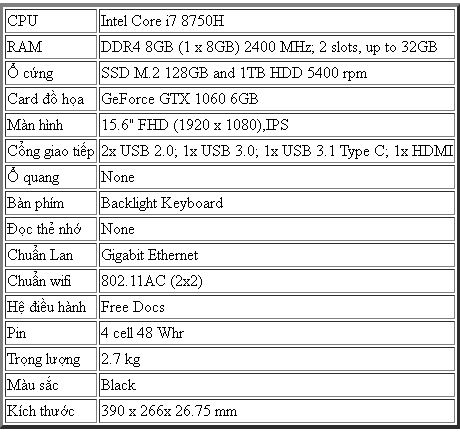 CPU Intel Core i7 8750H
RAM DDR4 8GB (1 x 8GB) 2400 MHz; 2 slots, up to 32GB
Ổ cứng SSD M.2 128GB and 1TB HDD 5400 rpm
Card đồ họa GeForce GTX 1060 6GB
Màn hình 15.6" FHD (1920 x 1080),IPS
Cổng giao tiếp 2x USB 2.0; 1x USB 3.0; 1x USB 3.1 Type C; 1x HDMI
Ổ quang None
Bàn phím Backlight Keyboard
Đọc thẻ nhớ None
Chuẩn Lan Gigabit Ethernet
Chuẩn wifi 802.11AC (2x2)
Hệ điều hành Free Docs
Pin 4 cell 48 Whr
Trọng lượng 2.7 kg
Màu sắc Black
Kích thước 390 x 266x 26.75 mm